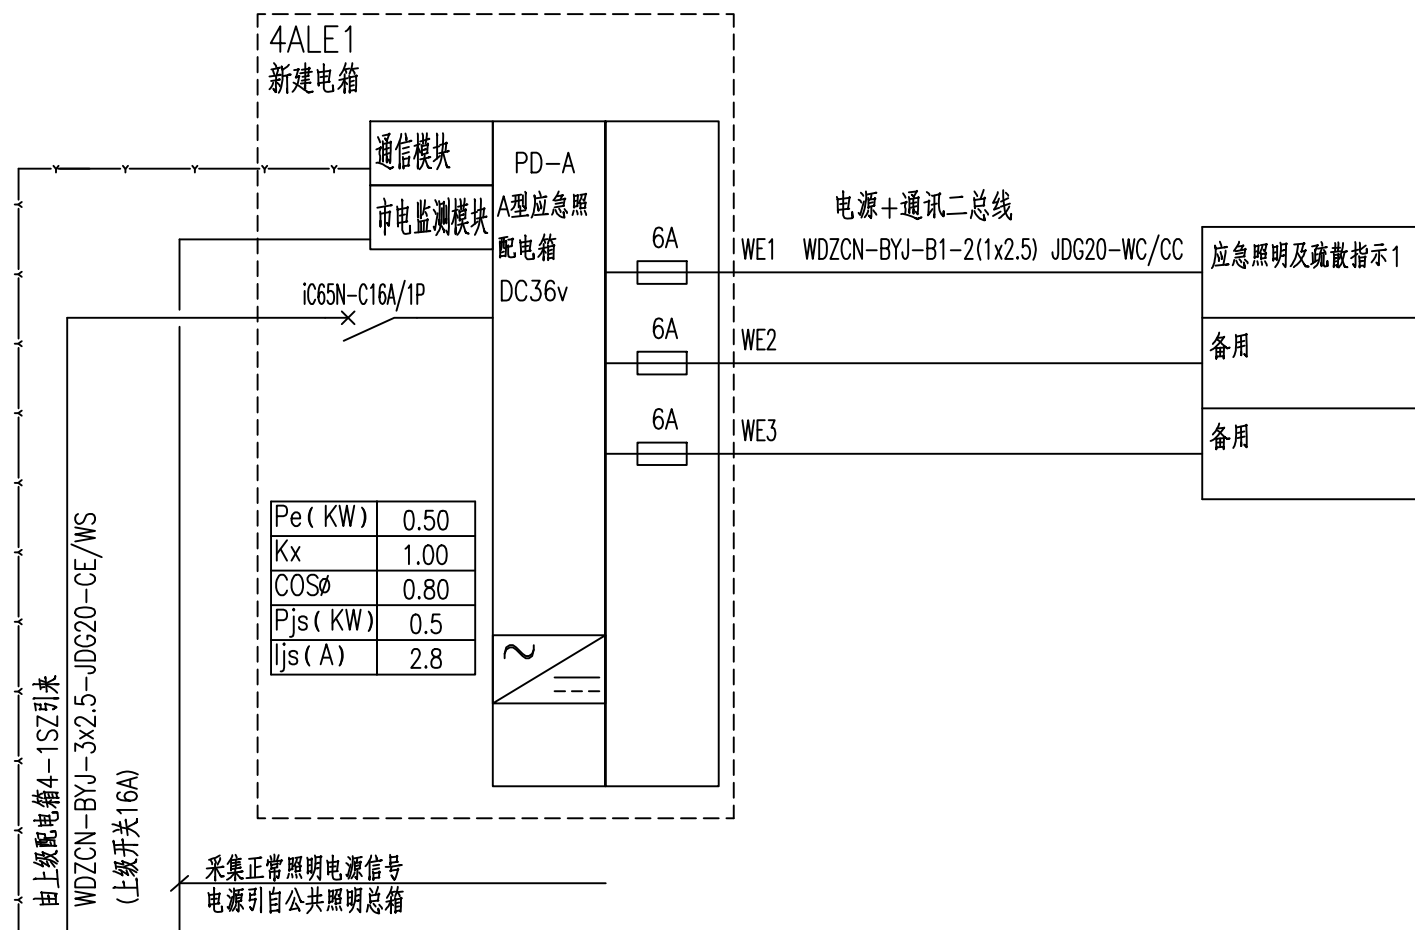 4ALE1
新建电箱
通信模块
市电监测模块
PD-A
A型应急照
配电箱
DC36v
iC65N-C16A/1P
6A
6A
6A
电源+通讯二总线
WE1 WDZCN-BYJ-B1-2(1x2.5) JDG20-WC/CC
WE2
WE3
应急照明及疏散指示1
备用
备用
Pe(KW) 0.50
Kx 1.00
COSø 0.80
Pjs(KW) 0.5
Ijs(A) 2.8
由上级配电箱4-1SZ引来
WDZCN-BYJ-3x2.5-JDG20-CE/WS
(上级开关16A)
采集正常照明电源信号
电源引自公共照明总箱